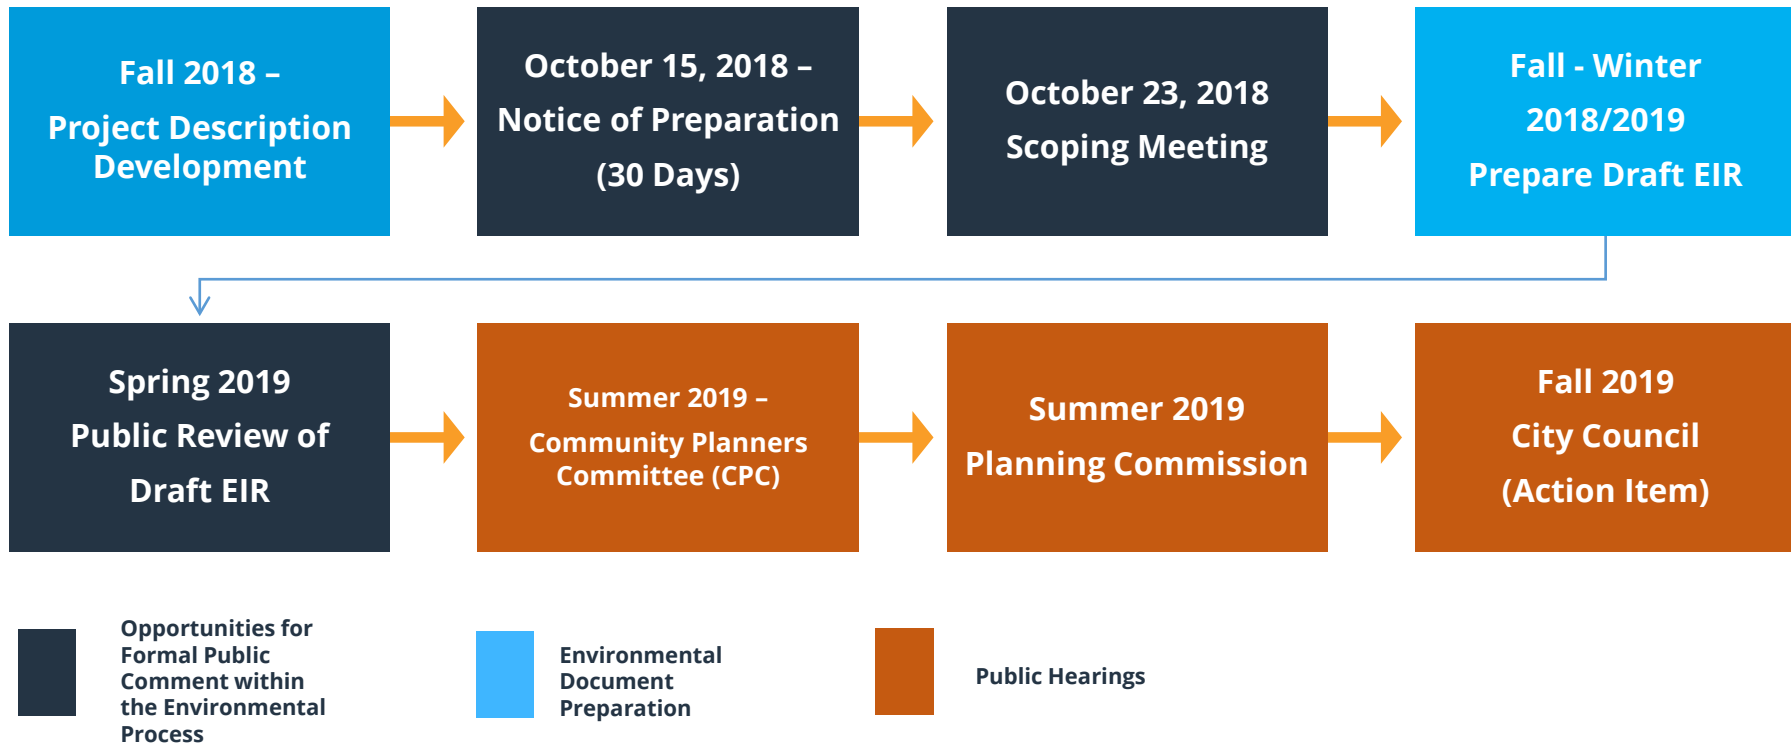 Fall 2018 –
Project Description
Development
October 15, 2018 –
Notice of Preparation
(30 Days)
October 23, 2018
Scoping Meeting
Fall - Winter
2018/2019
Prepare Draft EIR
Spring 2019
Public Review of
Draft EIR
Summer 2019 –
Community Planners
Committee (CPC)
Summer 2019
Planning Commission
Fall 2019
City Council
(Action Item)
Opportunities for
Formal Public
Comment within
the Environmental
Process
Environmental
Document
Preparation
Public Hearings